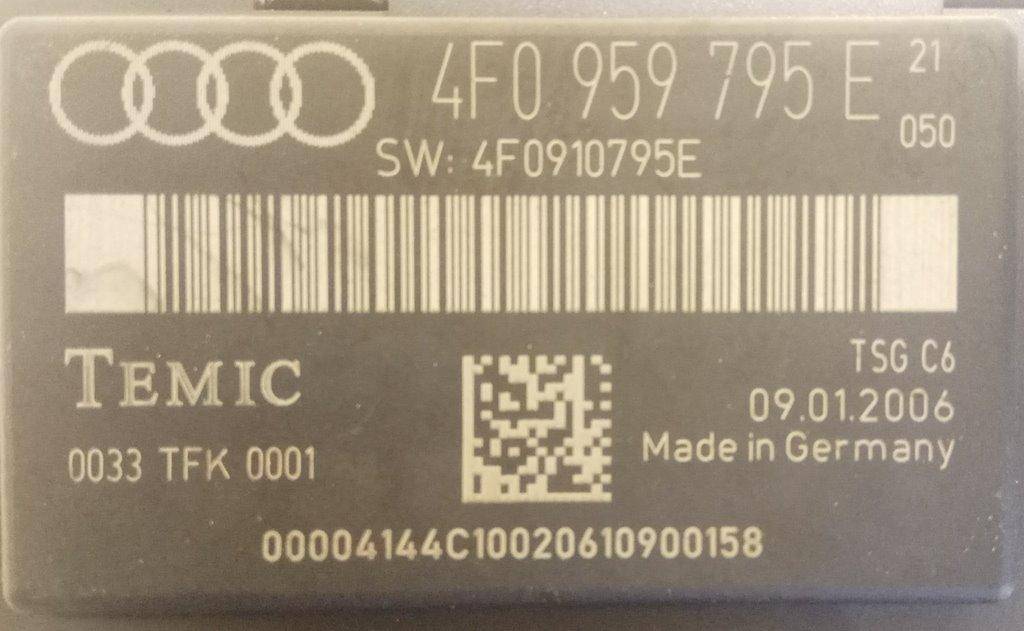 4F0 959 795 E 21
050
SW: 4F0910795E
TEMIC
TSG C6
09.01.2006
0033 TFK 0001
Made in Germany
00004144C10020610900158